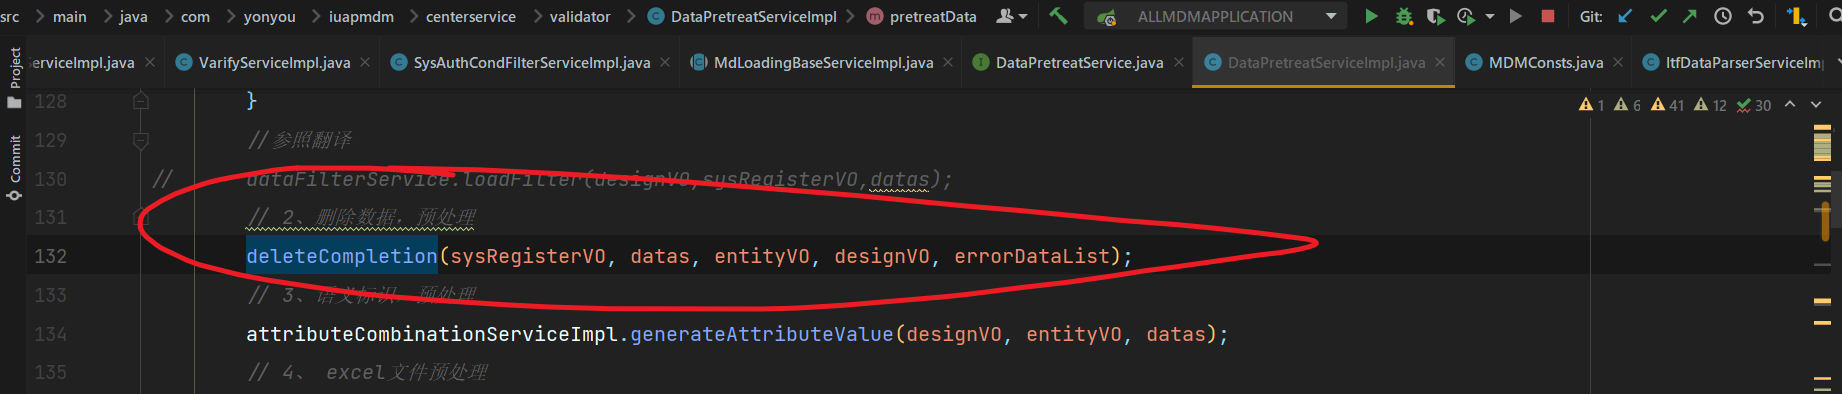 src > main > java > com > yonyou > iuapmdm > centerservice > validator > DataPretreatServiceImpl > pretreatData ALLMDMAPPLICATION Git:
erviceImpl.java VarifyServiceImpl.java SysAuthCondFilterServiceImpl.java MdLoadingBaseServiceImpl.java DataPretreatService.java DataPretreatServiceImpl.java MDMConsts.java ItfDataParserServiceIm
Project
Commit
1 6 41 12 30
128 }
129 //参照翻译
130 // dataFilterService.loadFilter(designVO,sysRegisterVO,datas);
131 // 2、删除数据，预处理
132 deleteCompletion(sysRegisterVO, datas, entityVO, designVO, errorDataList);
133 // 3、语义标识，预处理
134 attributeCombinationServiceImpl.generateAttributeValue(designVO, entityVO, datas);
135 // 4、 excel文件预处理